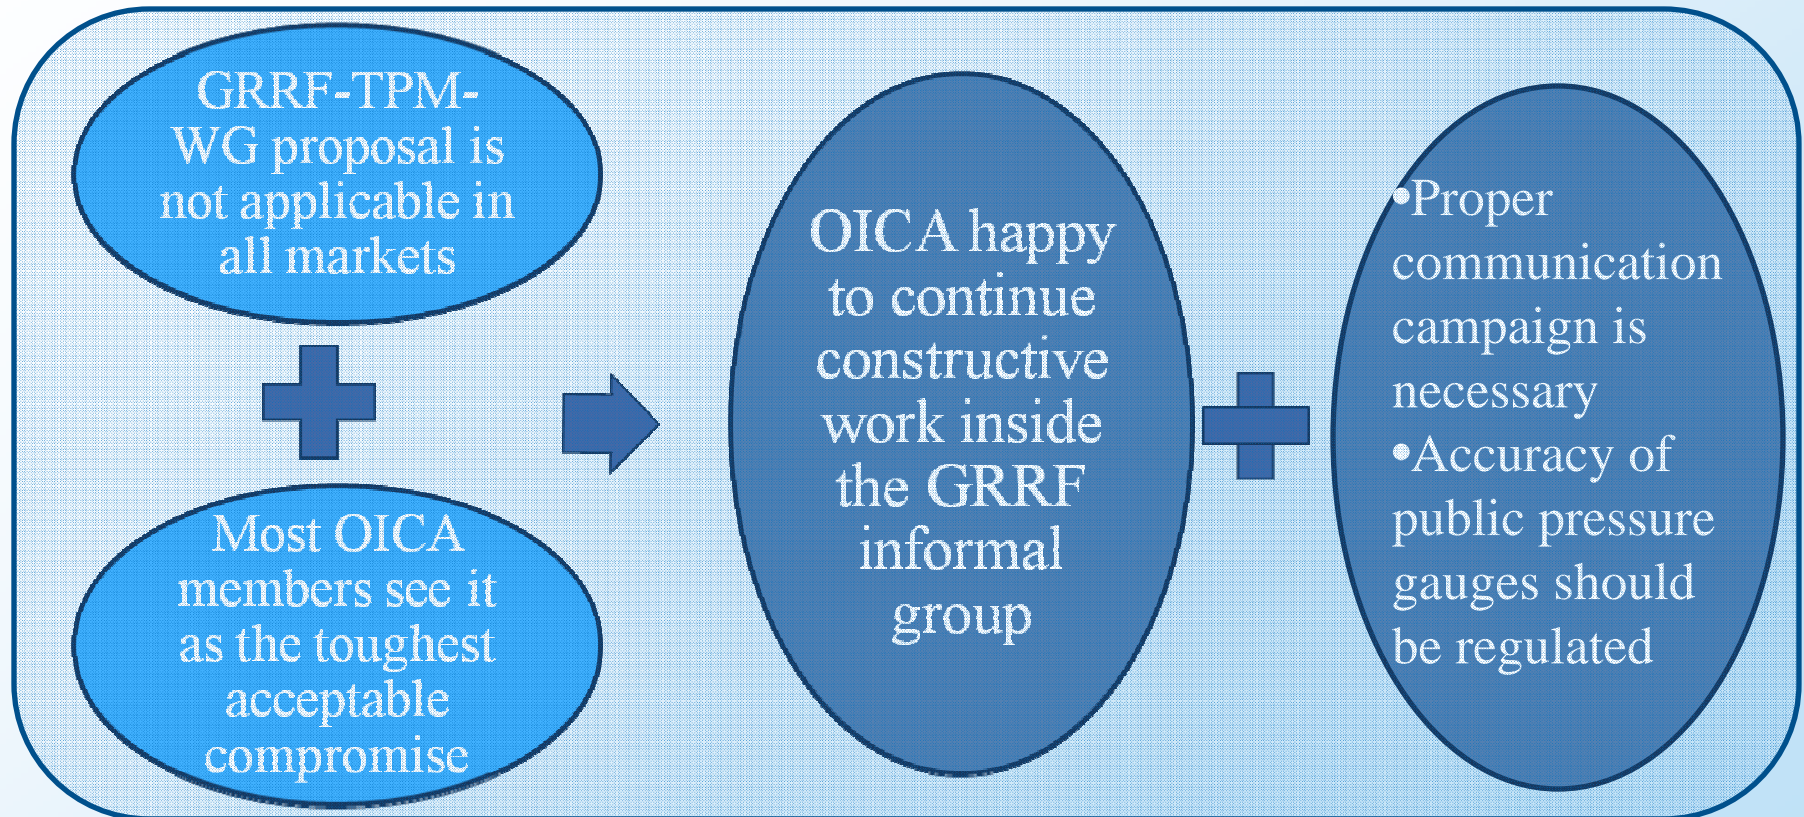 GRRF-TPM-
WG proposal is
not applicable in
all markets
Most OICA
members see it
as the toughest
acceptable
compromise
OICA happy
to continue
constructive
work inside
the GRRF
informal
group
•Proper
communication
campaign is
necessary
•Accuracy of
public pressure
gauges should
be regulated